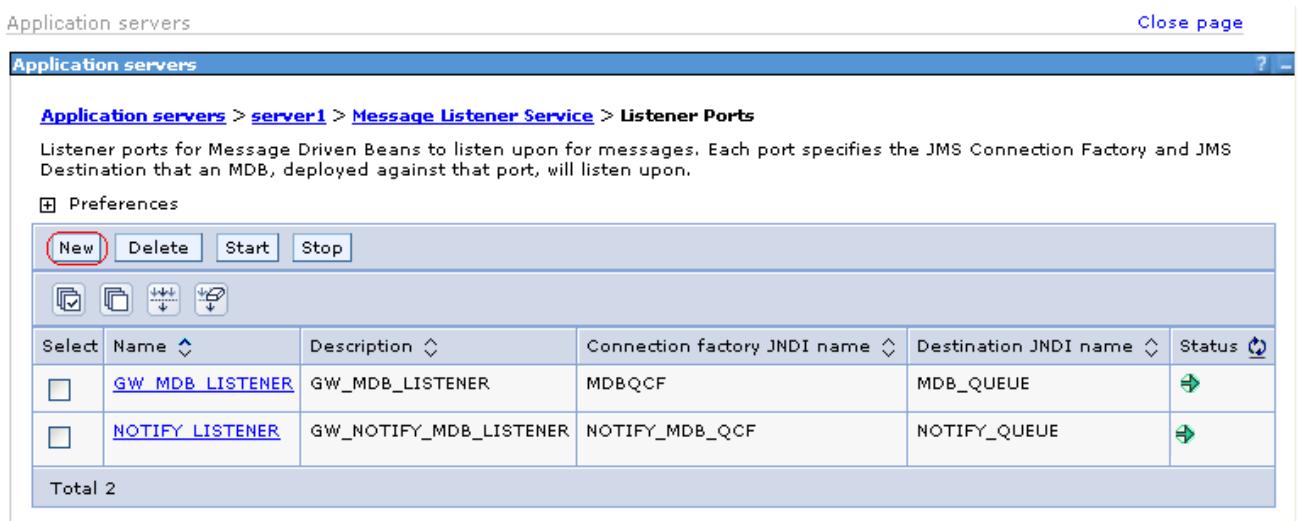 Application servers Close page
Application servers ? –
Application servers > server1 > Message Listener Service > Listener Ports
Listener ports for Message Driven Beans to listen upon for messages. Each port specifies the JMS Connection Factory and JMS
Destination that an MDB, deployed against that port, will listen upon.
Preferences
New Delete Start Stop
Select Name Description Connection factory JNDI name Destination JNDI name Status
GW_MDB_LISTENER GW_MDB_LISTENER MDBQCF MDB_QUEUE
NOTIFY_LISTENER GW_NOTIFY_MDB_LISTENER NOTIFY_MDB_QCF NOTIFY_QUEUE
Total 2